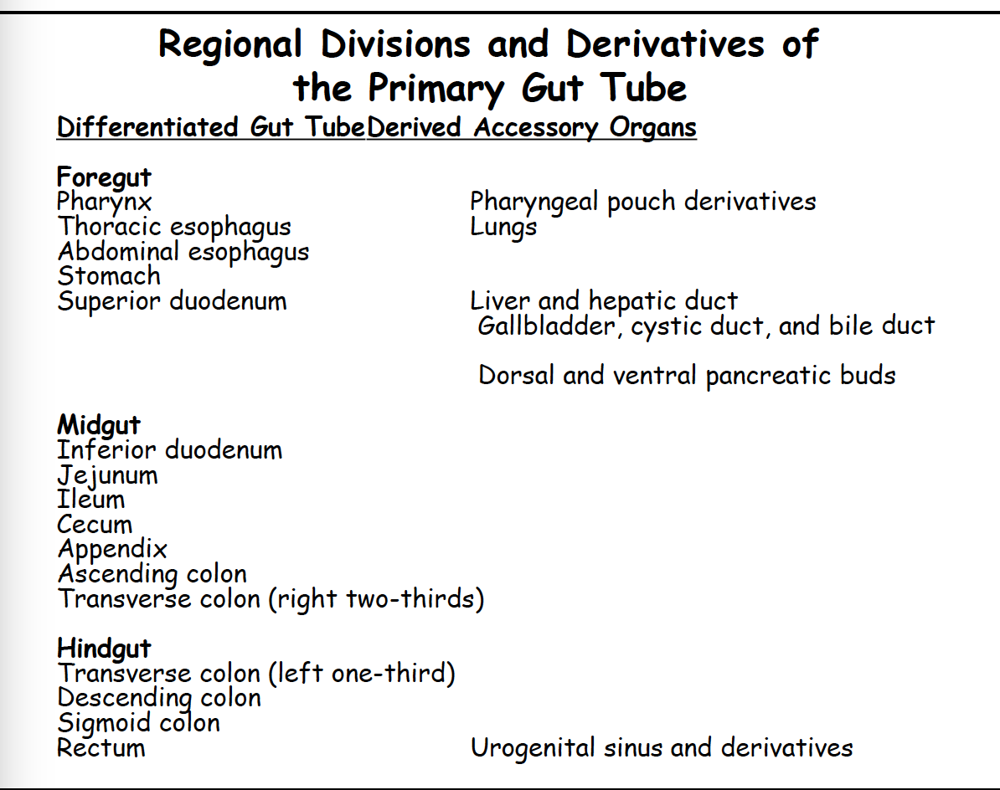 Regional Divisions and Derivatives of
the Primary Gut Tube
Differentiated Gut Tube Derived Accessory Organs
Foregut
Pharynx Pharyngeal pouch derivatives
Thoracic esophagus Lungs
Abdominal esophagus
Stomach
Superior duodenum Liver and hepatic duct
Gallbladder, cystic duct, and bile duct
Dorsal and ventral pancreatic buds
Midgut
Inferior duodenum
Jejunum
Ileum
Cecum
Appendix
Ascending colon
Transverse colon (right two-thirds)
Hindgut
Transverse colon (left one-third)
Descending colon
Sigmoid colon
Rectum Urogenital sinus and derivatives